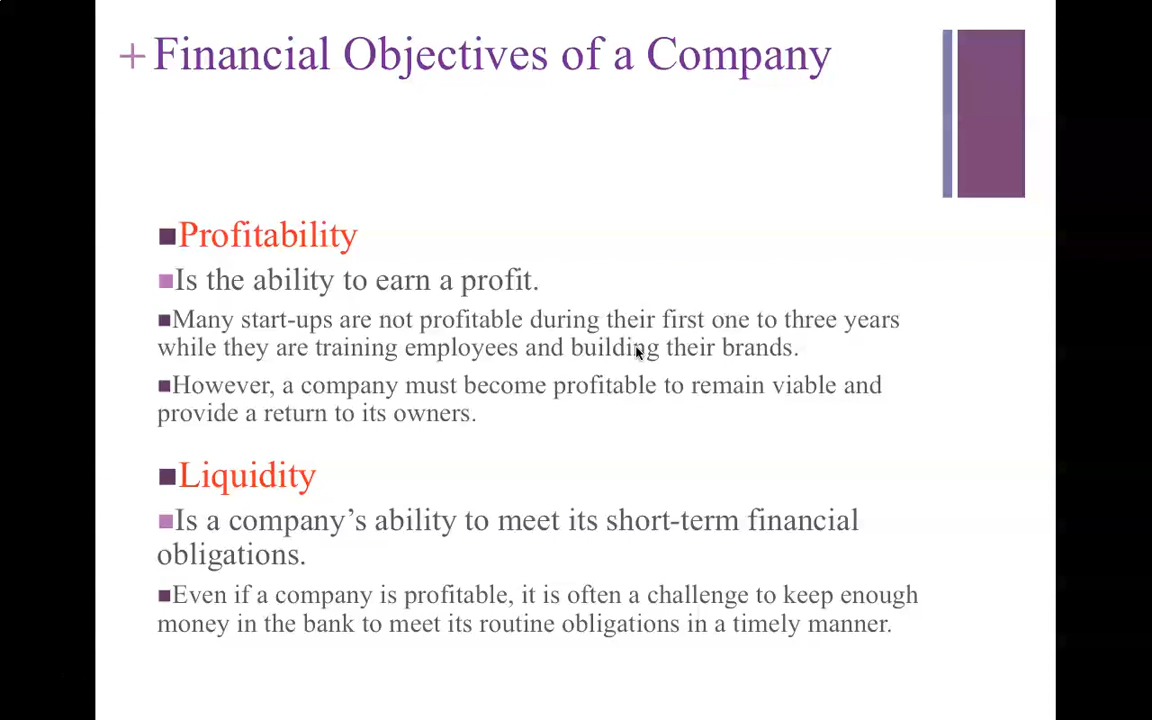 + Financial Objectives of a Company
■Profitability
■Is the ability to earn a profit.
■Many start-ups are not profitable during their first one to three years
while they are training employees and building their brands.
■However, a company must become profitable to remain viable and
provide a return to its owners.
■Liquidity
■Is a company’s ability to meet its short-term financial
obligations.
■Even if a company is profitable, it is often a challenge to keep enough
money in the bank to meet its routine obligations in a timely manner.